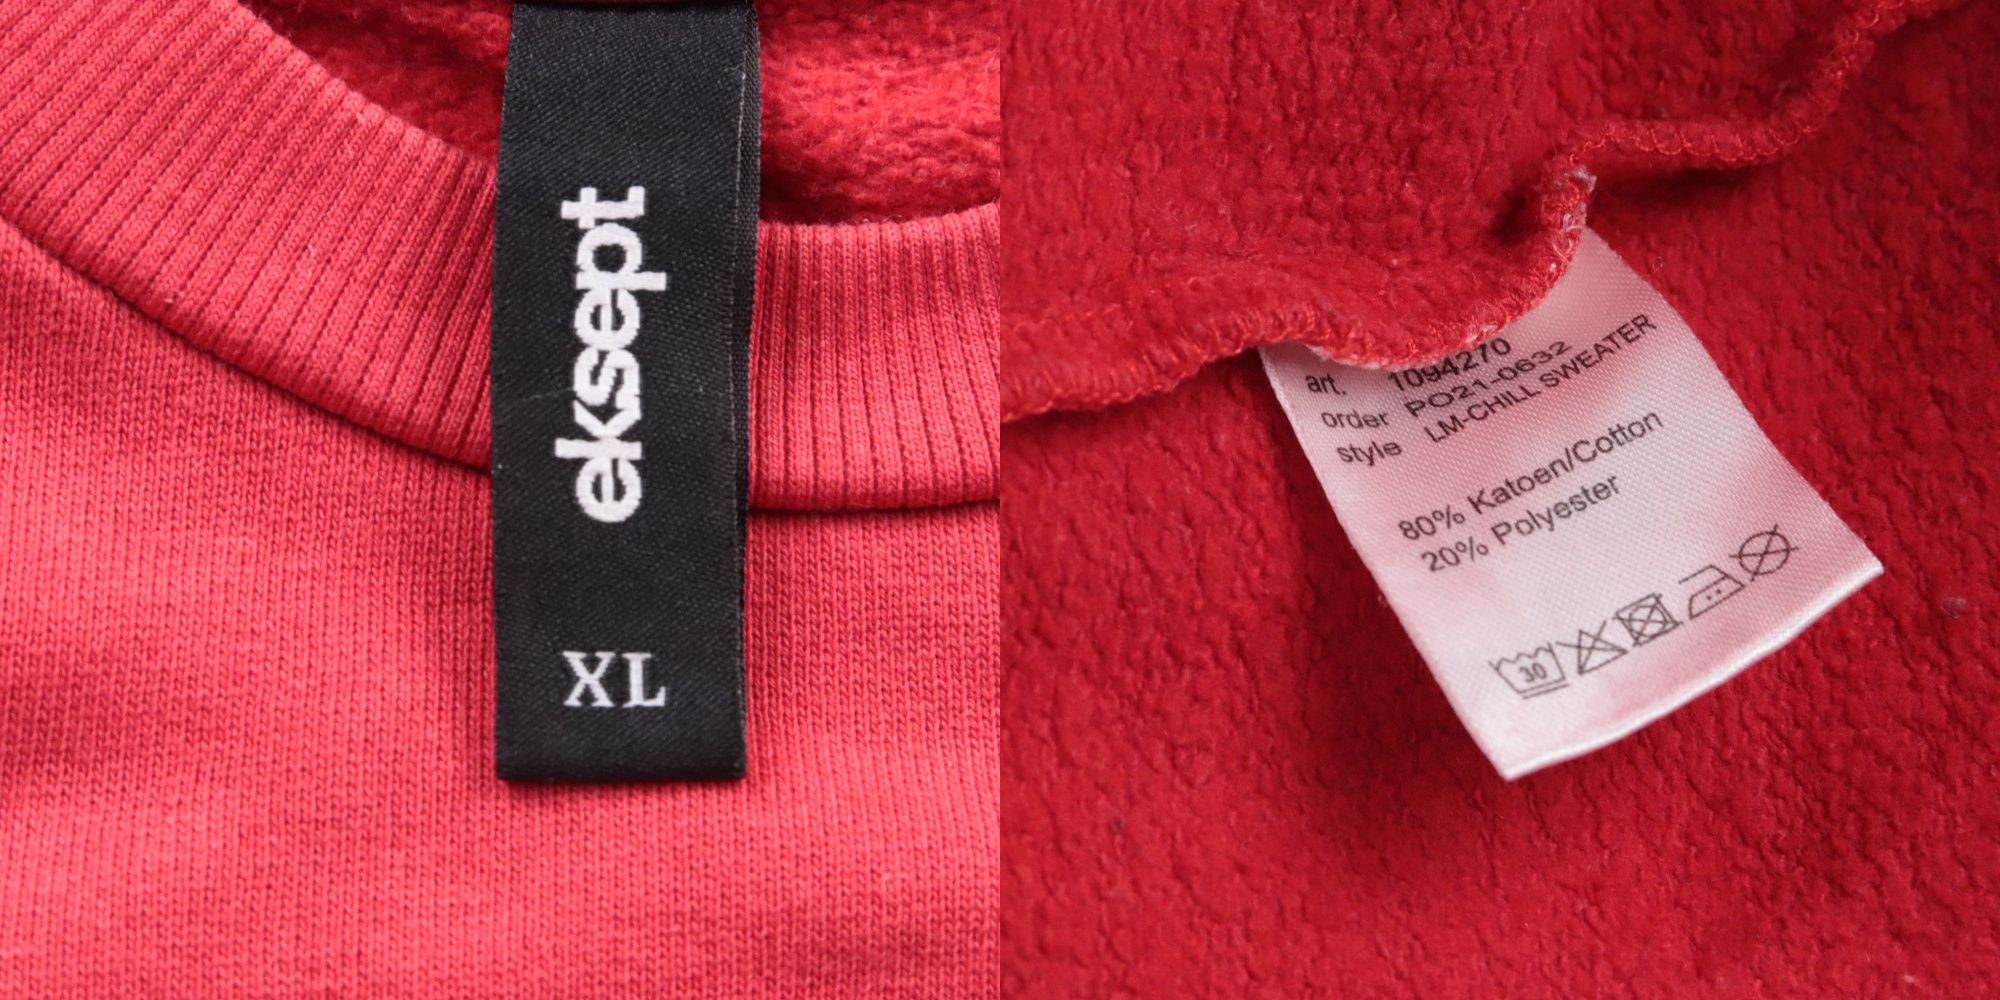 eksept
XL
art. 1094270
order PO21-0632
style LM-CHILL SWEATER
80% Katoen/Cotton
20% Polyester
30